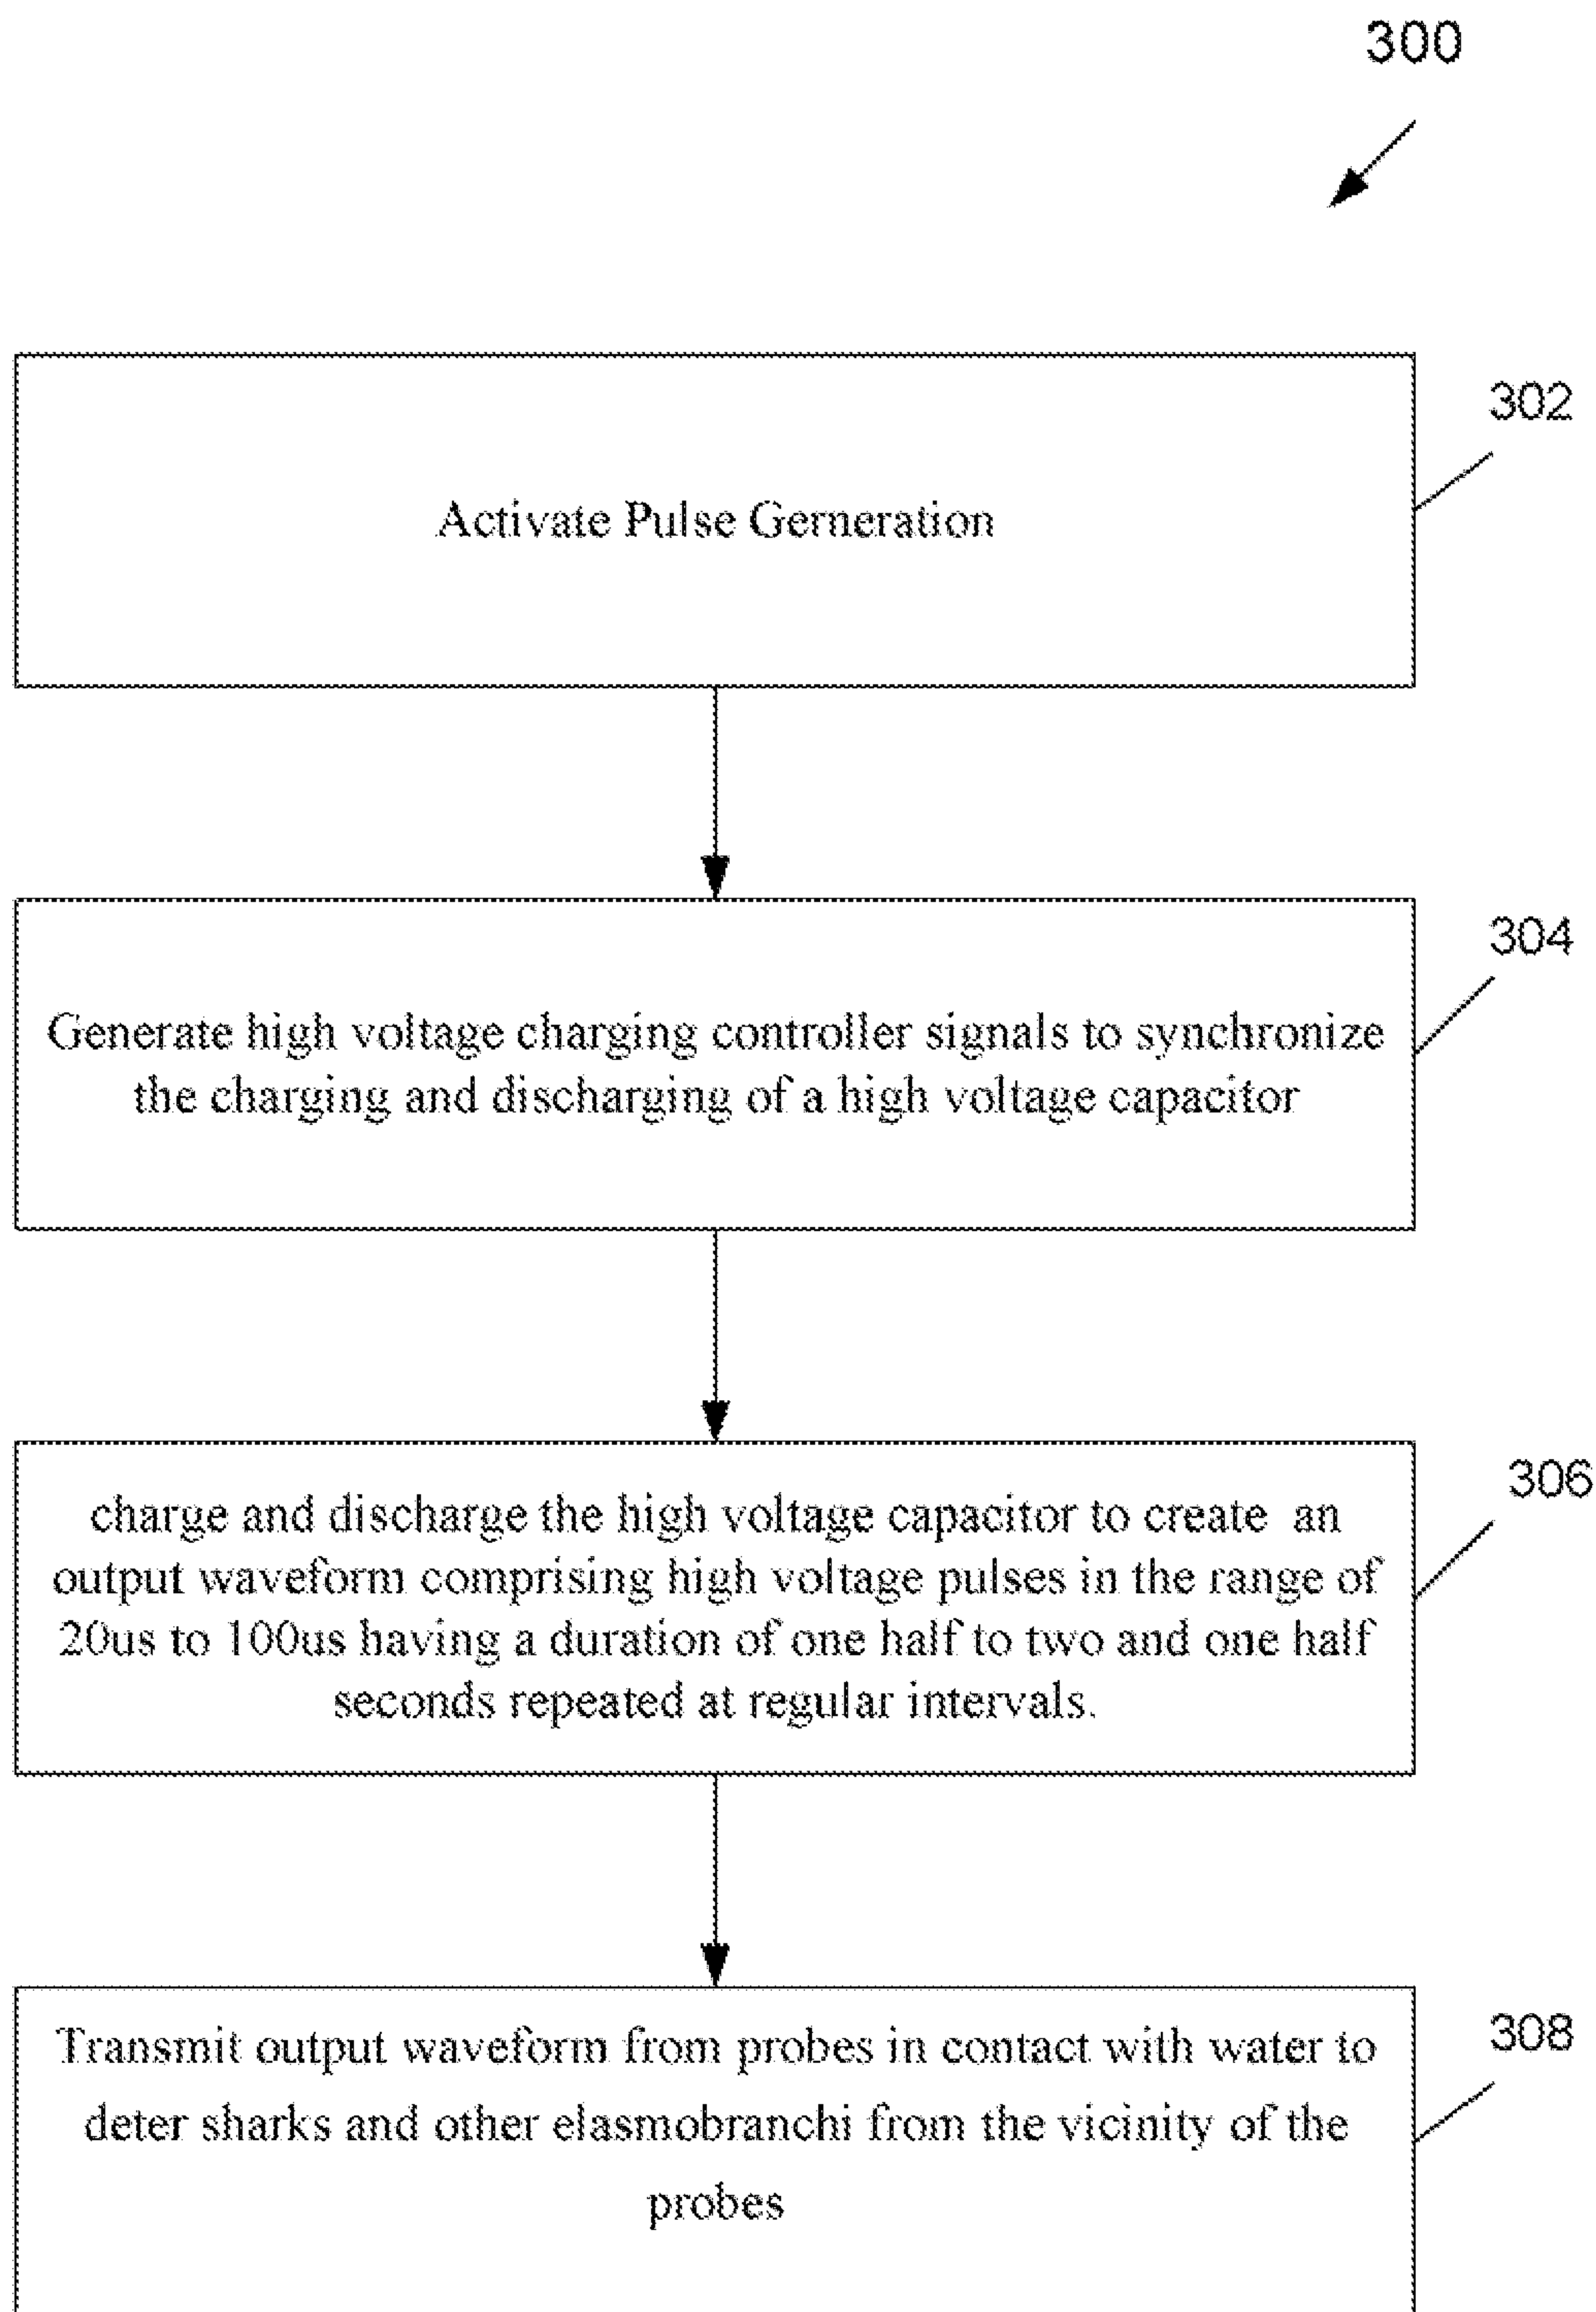 300
302
Activate Pulse Gerneration
304
Generate high voltage charging controller signals to synchronize
the charging and discharging of a high voltage capacitor
306
charge and discharge the high voltage capacitor to create an
output waveform comprising high voltage pulses in the range of
20us to 100us having a duration of one half to two and one half
seconds repeated at regular intervals.
308
Transmit output waveform from probes in contact with water to
deter sharks and other elasmobranchi from the vicinity of the
probes